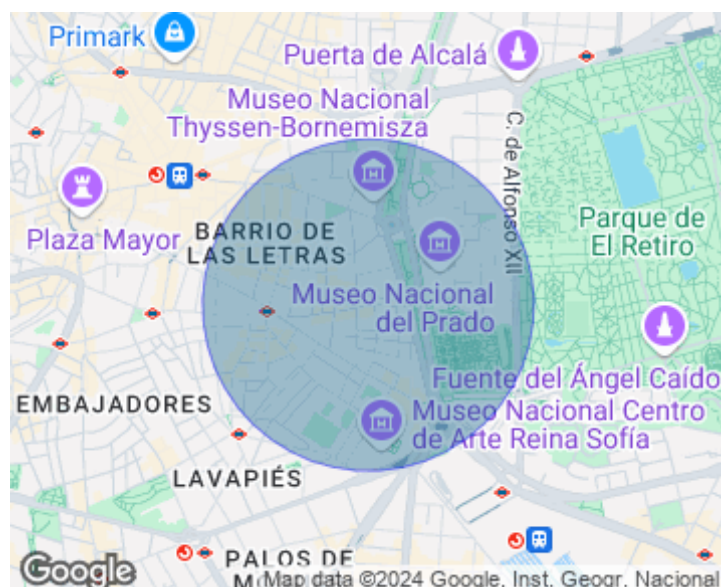 Primark
Puerta de Alcalá
Museo Nacional
Thyssen-Bornemisza
C. de Alfonso XII
Plaza Mayor
BARRIO DE
LAS LETRAS
Parque de
El Retiro
Museo Nacional
del Prado
Fuente del Ángel Caído
EMBAJADORES
Museo Nacional Centro
de Arte Reina Sofía
LAVAPIÉS
PALOS DE
Google
Map data ©2024 Google, Inst. Geogr. Nacional